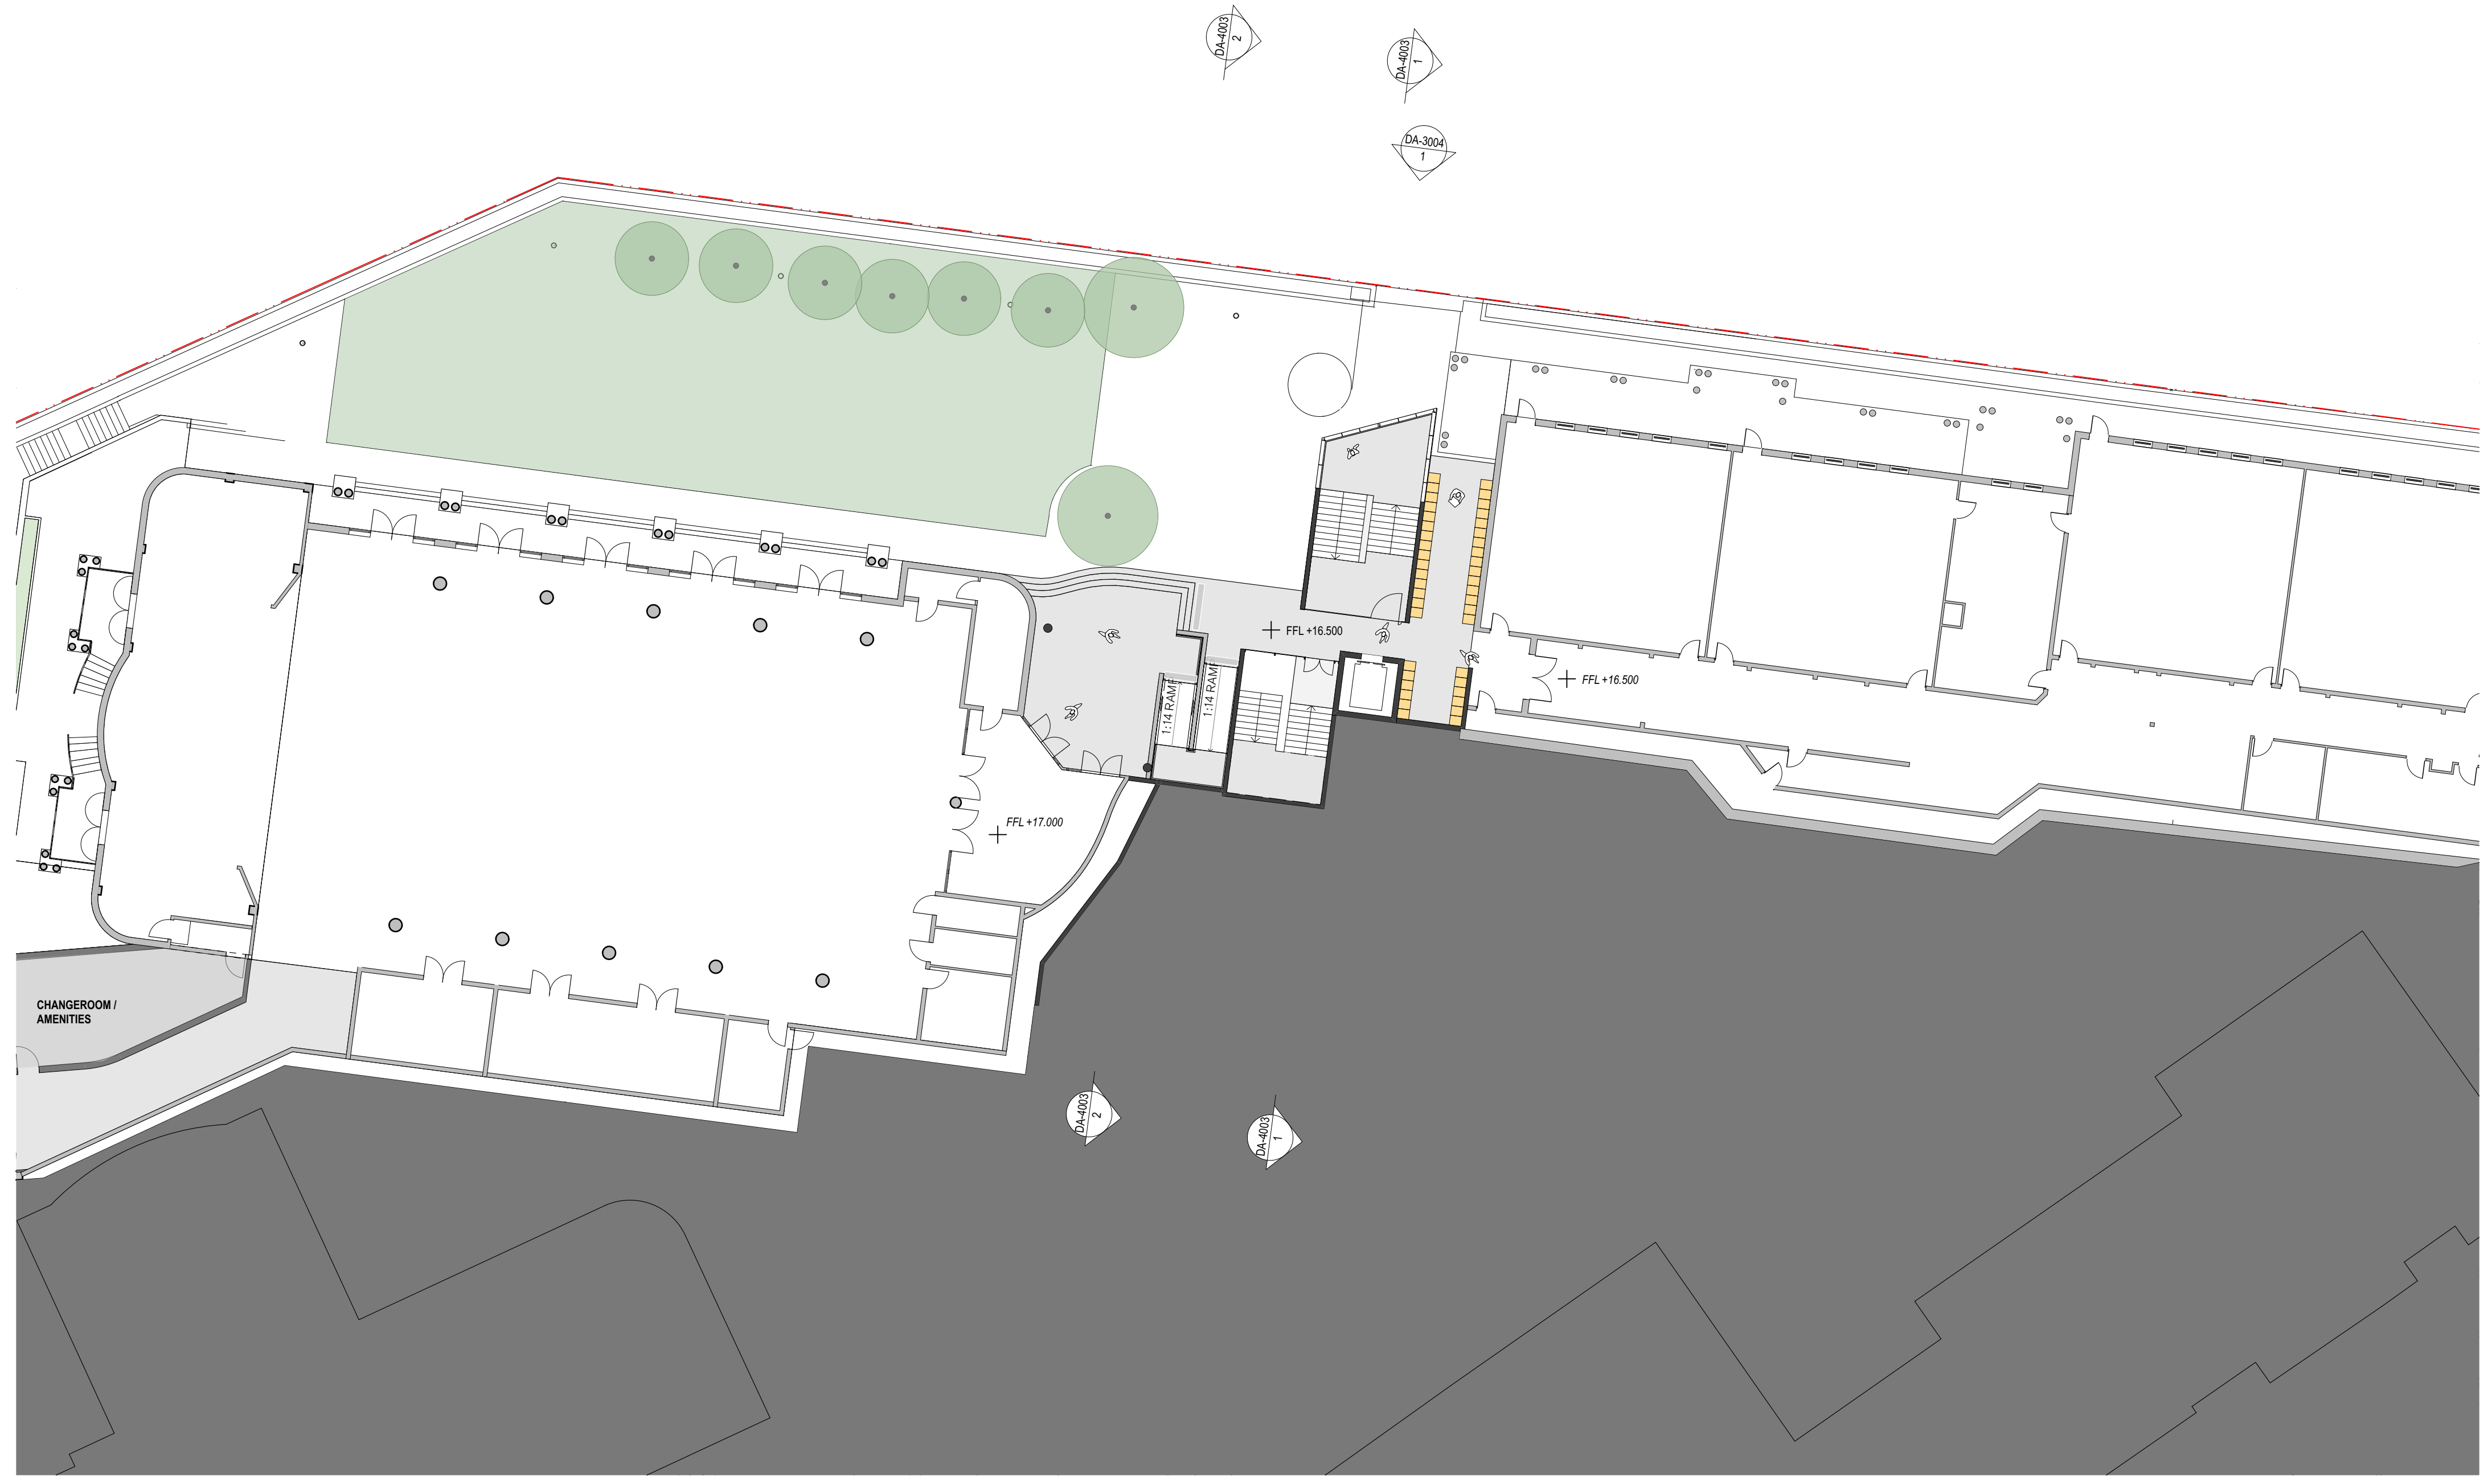 DA-4003
2
DA-4003
1
DA-3004
1
FFL +16.500
FFL +16.500
1:14 RAMP
1:14 RAMP
FFL +17.000
CHANGEROOM /
AMENITIES
DA-4003
2
DA-4003
1